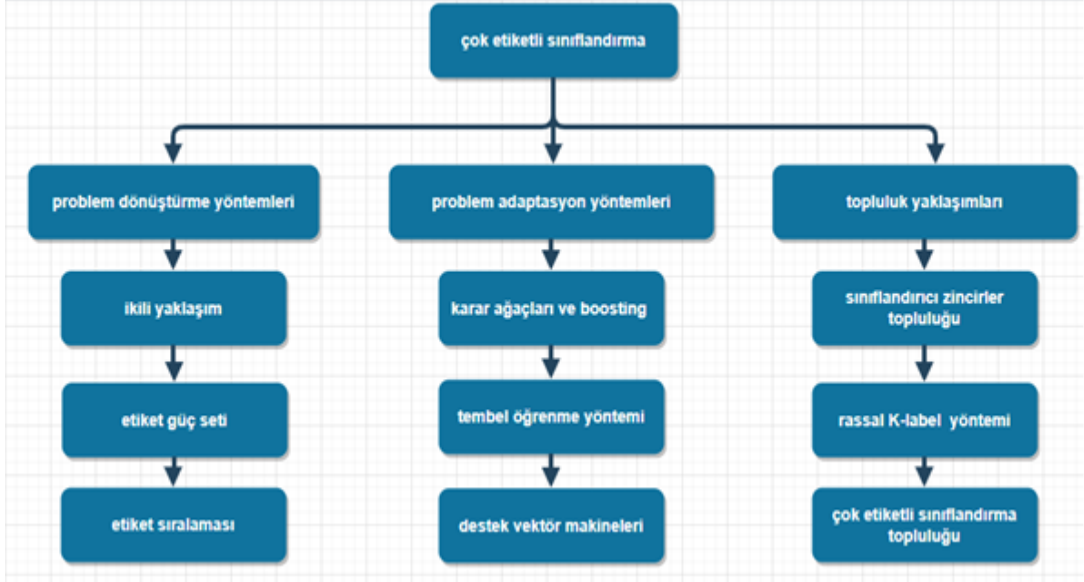 çok etiketli sınıflandırma
problem dönüştürme yöntemleri
problem adaptasyon yöntemleri
topluluk yaklaşımları
ikili yaklaşım
karar ağaçları ve boosting
sınıflandırıcı zincirler
topluluğu
etiket güç seti
tembel öğrenme yöntemi
rassal K-label yöntemi
etiket sıralaması
destek vektör makineleri
çok etiketli sınıflandırma
topluluğu